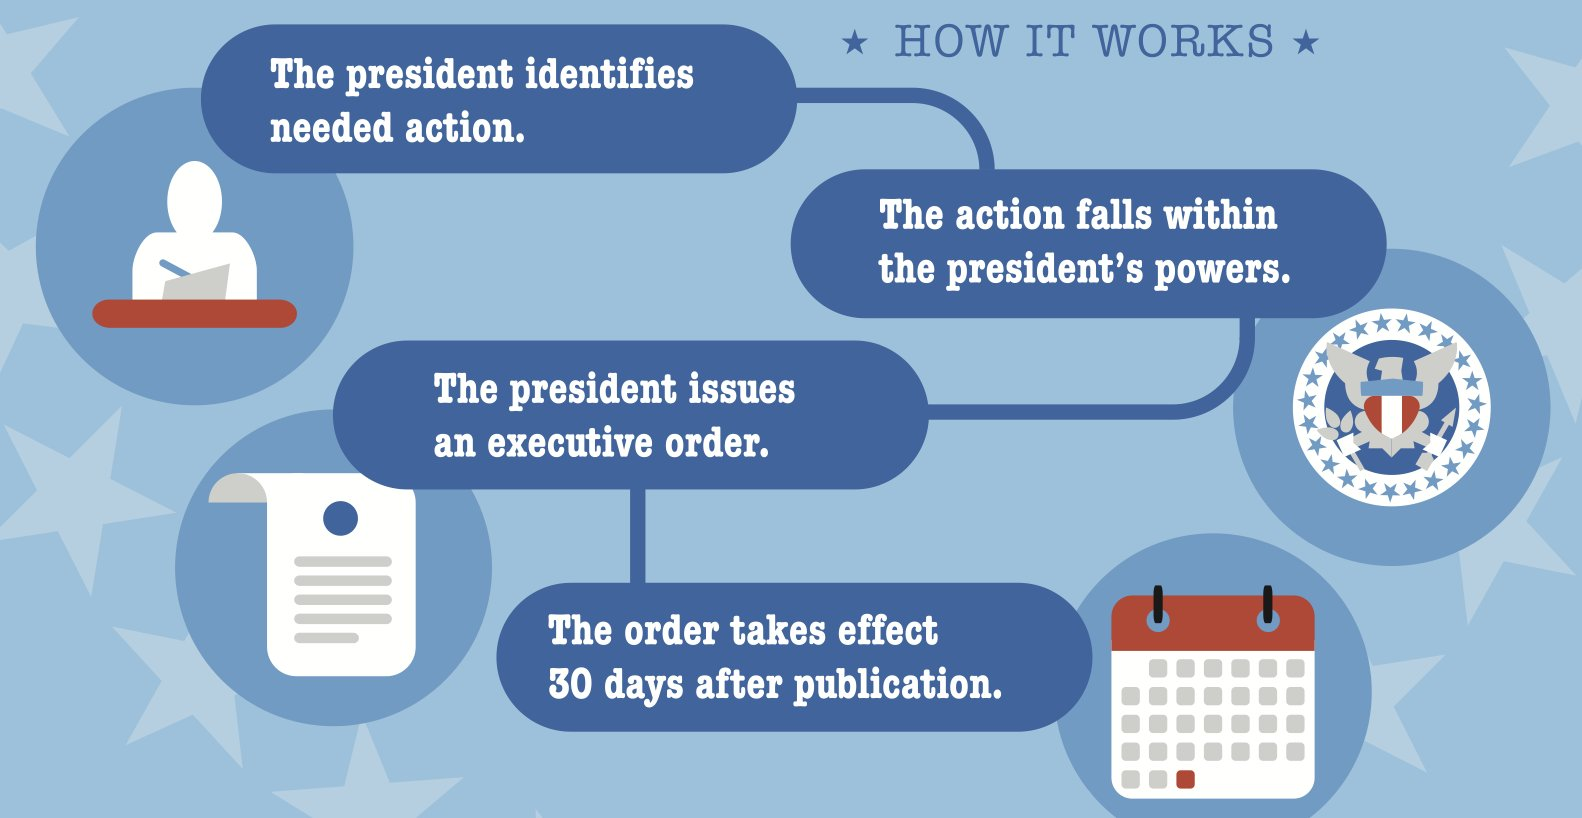 ★ HOW IT WORKS ★
The president identifies
needed action.
The action falls within
the president’s powers.
The president issues
an executive order.
The order takes effect
30 days after publication.